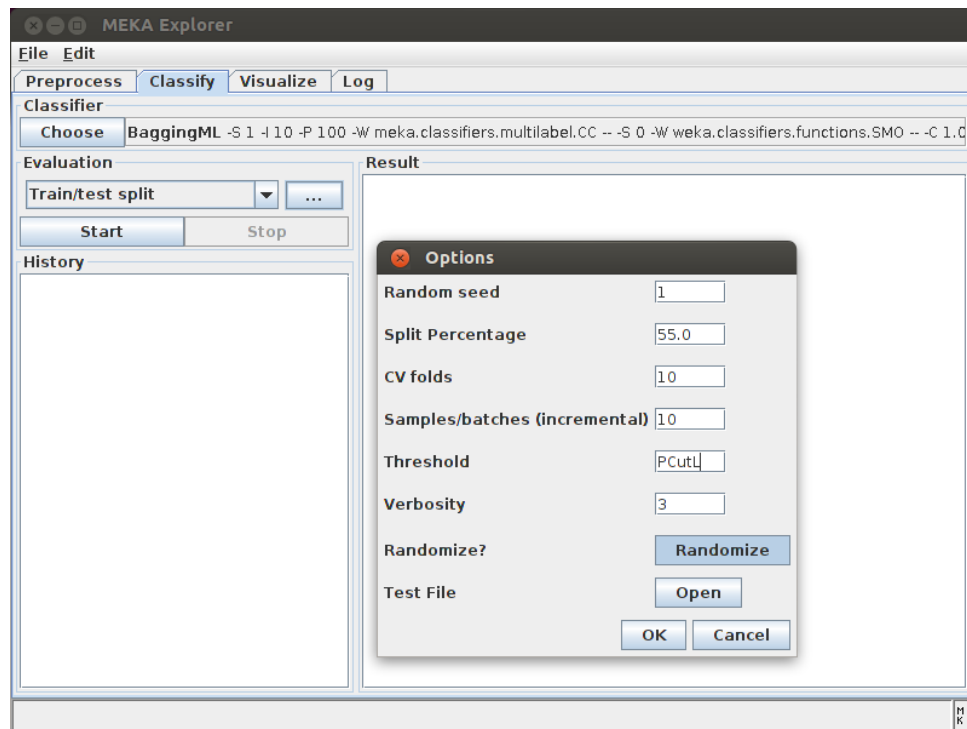 MEKA Explorer
File Edit
Preprocess Classify Visualize Log
Classifier
Choose BaggingML -S 1 -I 10 -P 100 -W meka.classifiers.multilabel.CC -- -S 0 -W weka.classifiers.functions.SMO -- -C 1.0
Evaluation
Train/test split ...
Start Stop
History
Result
Options
Random seed 1
Split Percentage 55.0
CV folds 10
Samples/batches (incremental) 10
Threshold PCutL
Verbosity 3
Randomize? Randomize
Test File Open
OK Cancel
M
K